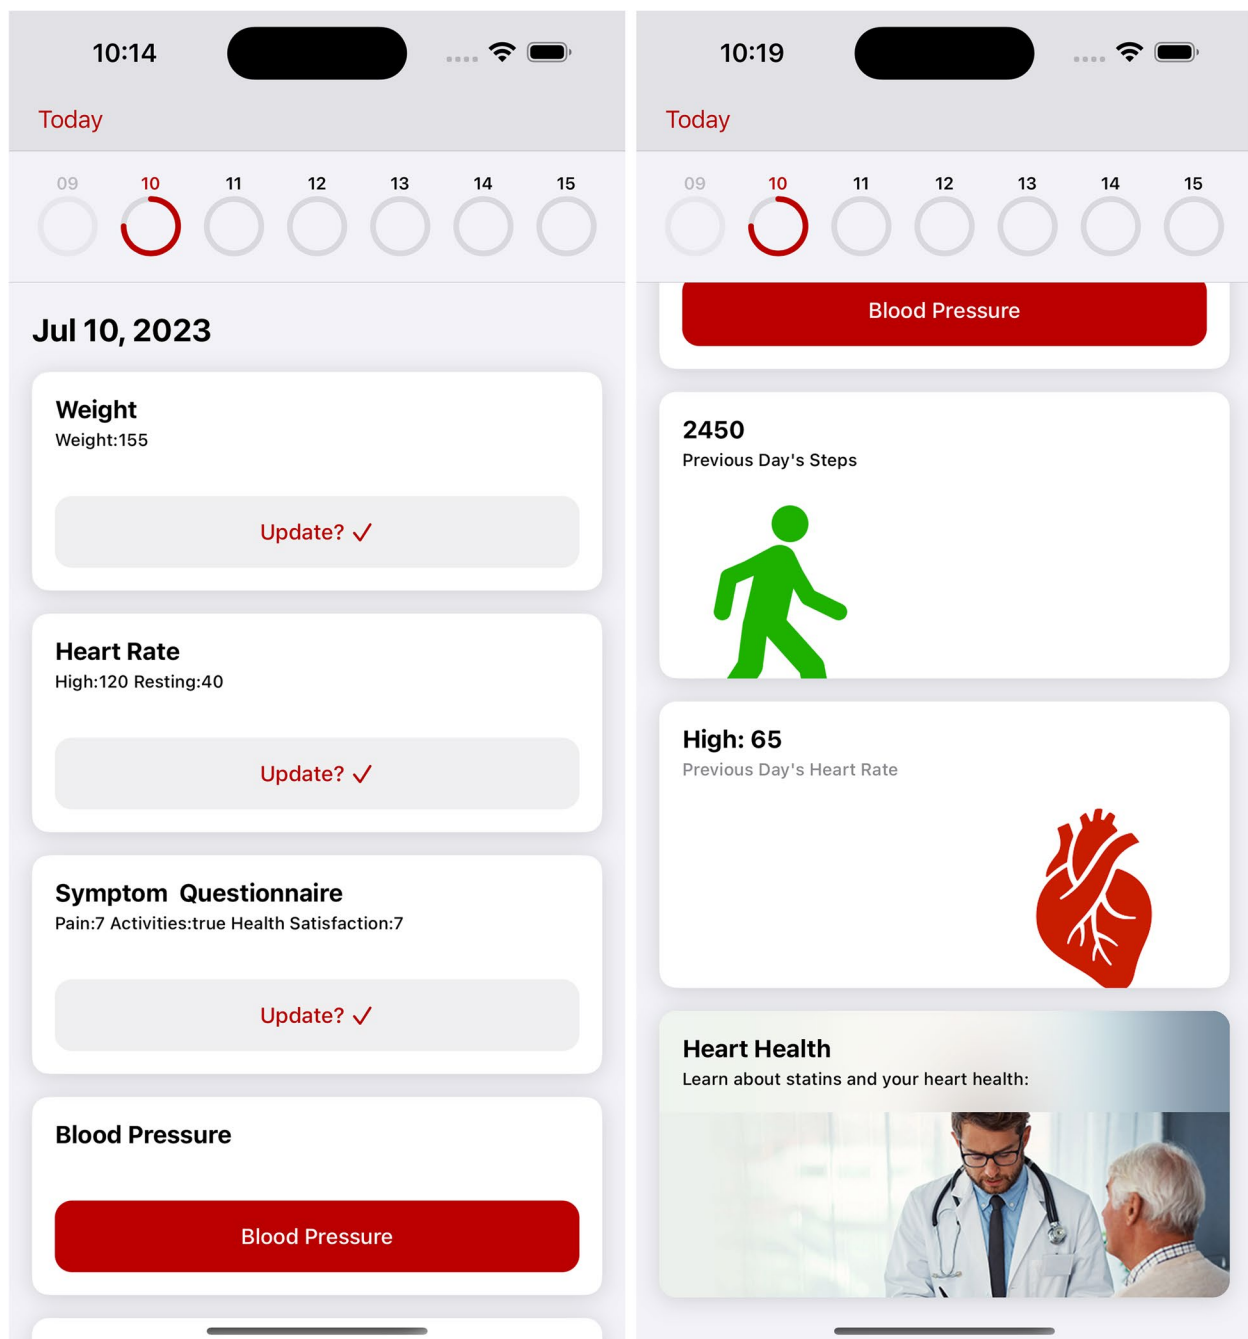 10:14
Today
09 10 11 12 13 14 15
Jul 10, 2023
Weight
Weight:155
Update? ✓
Heart Rate
High:120 Resting:40
Update? ✓
Symptom  Questionnaire
Pain:7 Activities:true Health Satisfaction:7
Update? ✓
Blood Pressure
Blood Pressure
10:19
Today
09 10 11 12 13 14 15
Blood Pressure
2450
Previous Day's Steps
High: 65
Previous Day's Heart Rate
Heart Health
Learn about statins and your heart health: